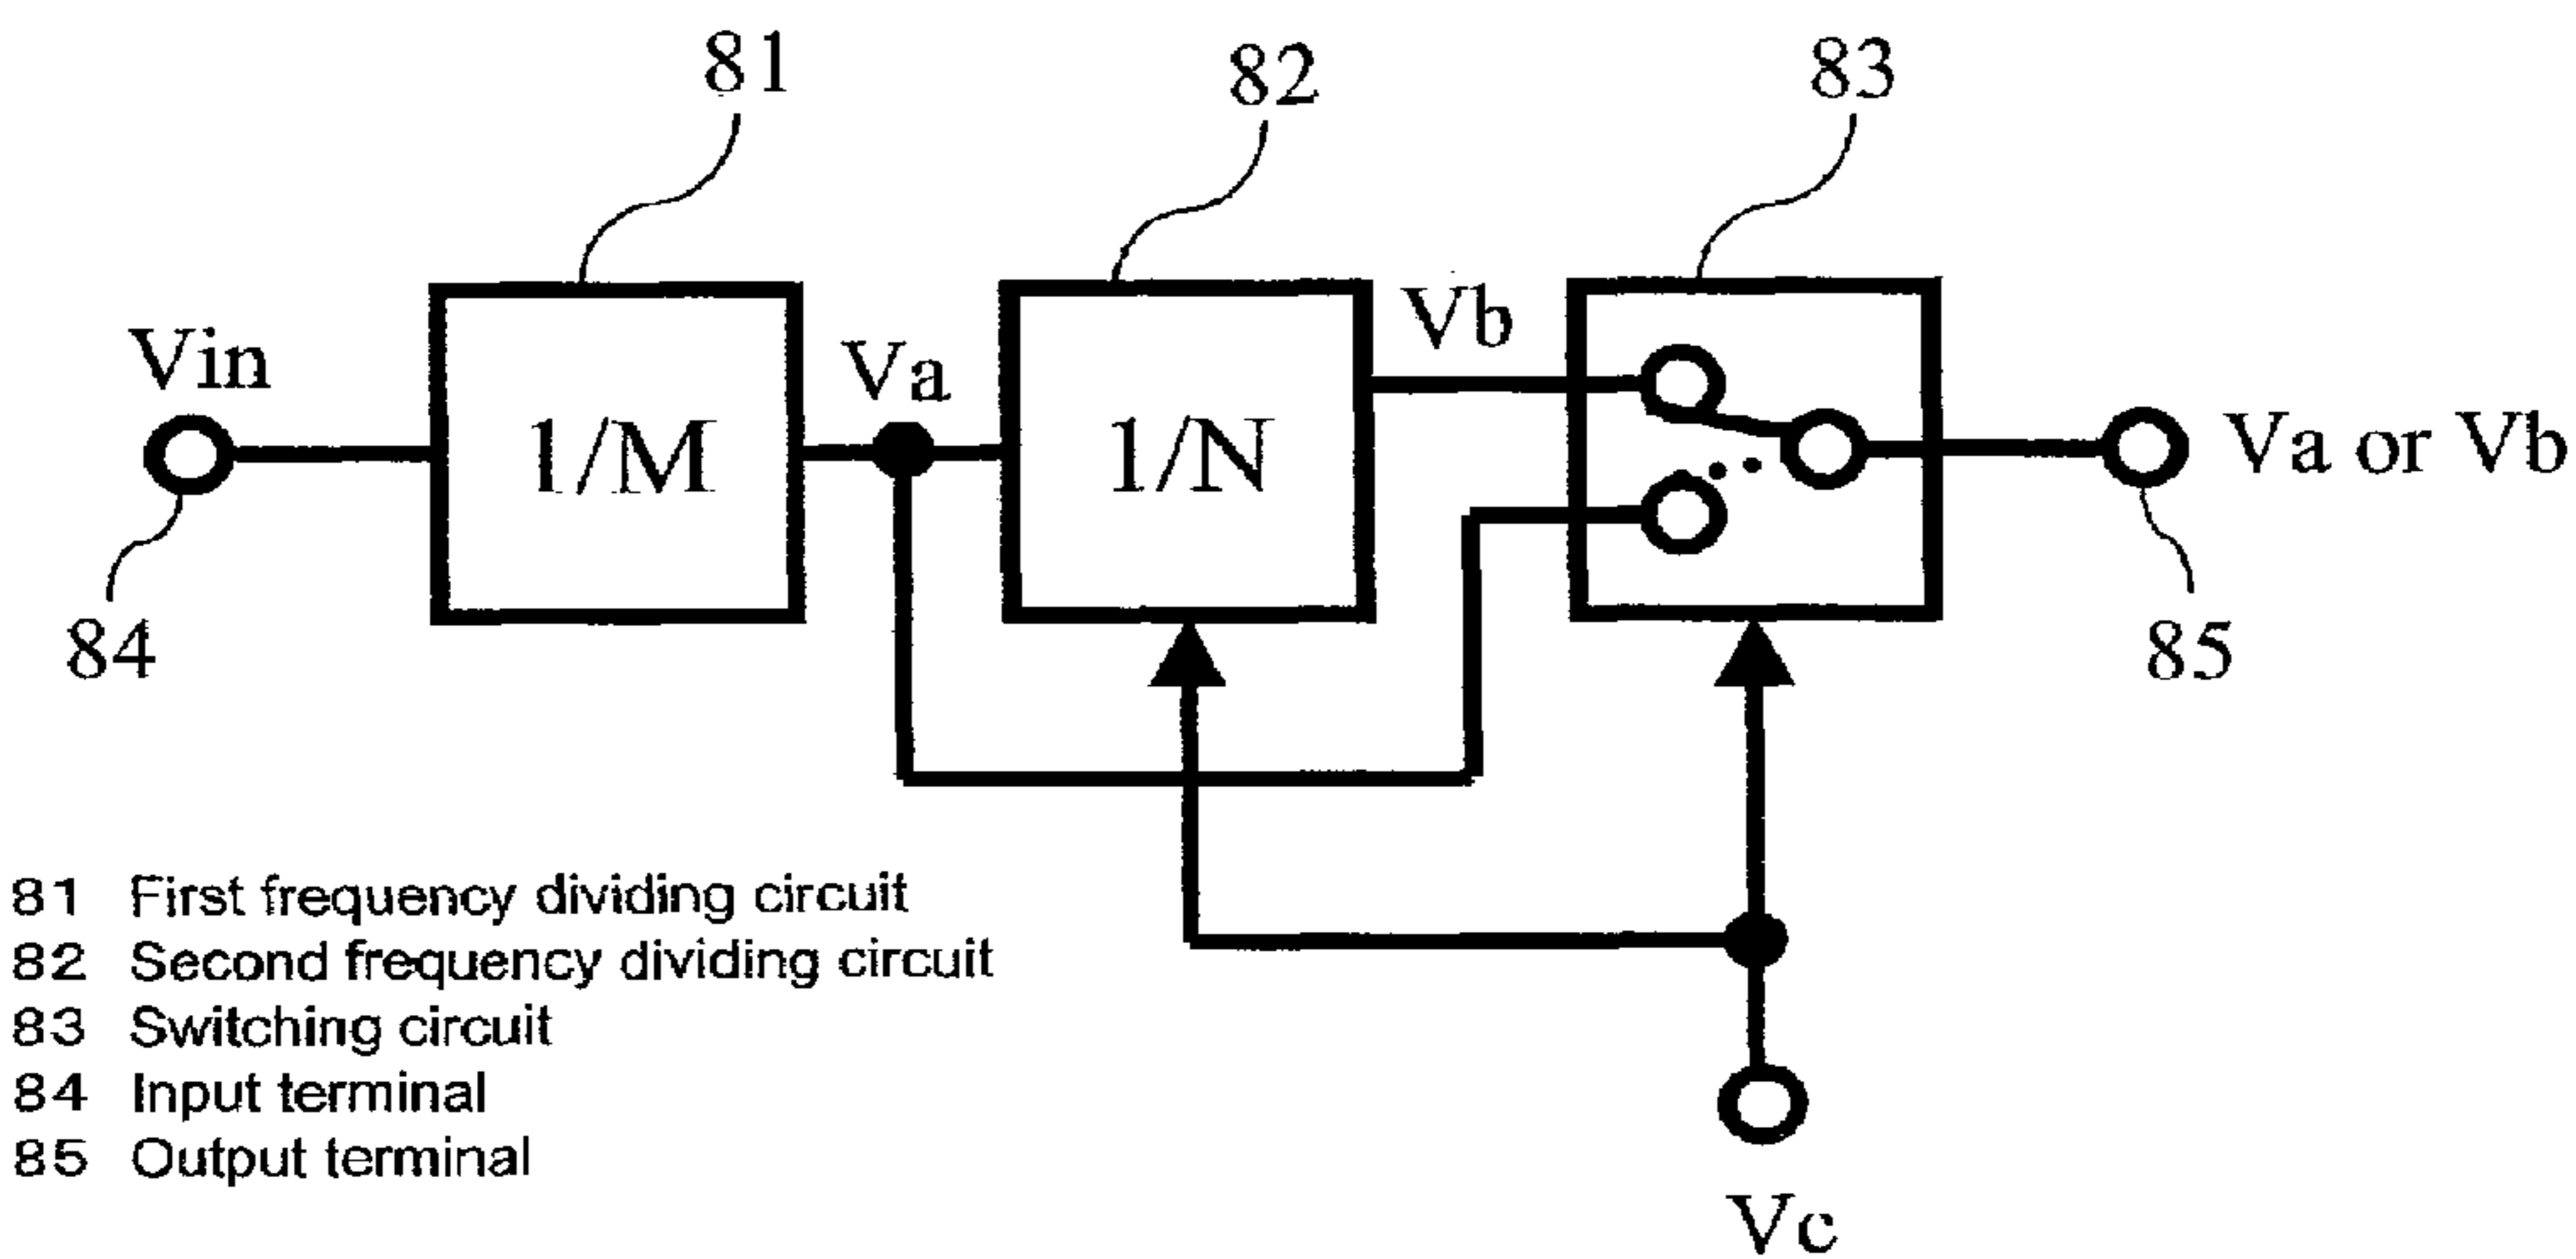 81
82
83
Vin
Va
Vb
1/M
1/N
Va or Vb
84
85
81 First frequency dividing circuit
82 Second frequency dividing circuit
83 Switching circuit
84 Input terminal
85 Output terminal
Vc